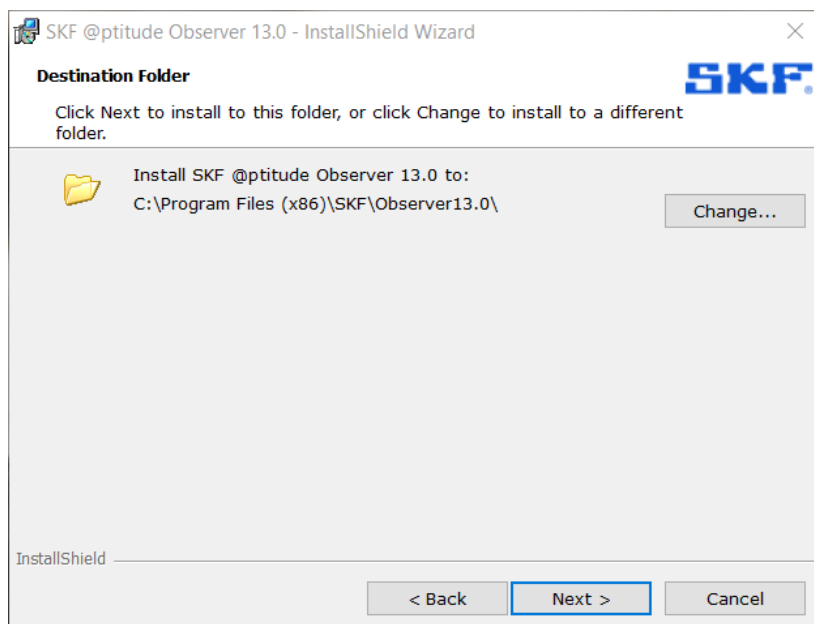 SKF @ptitude Observer 13.0 - InstallShield Wizard
Destination Folder
SKF®
Click Next to install to this folder, or click Change to install to a different
folder.
Install SKF @ptitude Observer 13.0 to:
C:\Program Files (x86)\SKF\Observer13.0\
Change...
InstallShield
< Back
Next >
Cancel